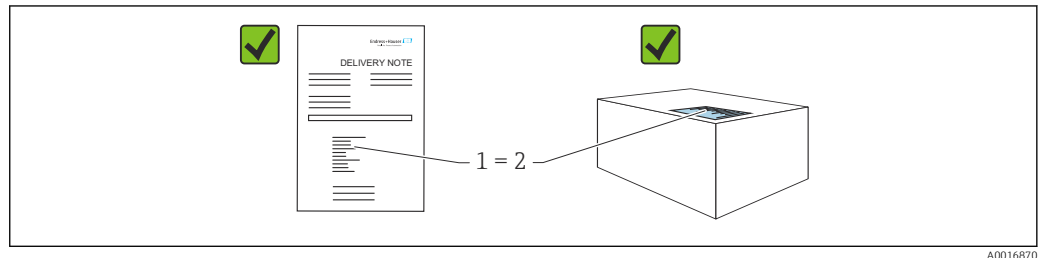 Endress+Hauser
DELIVERY NOTE
1 = 2
A0016870